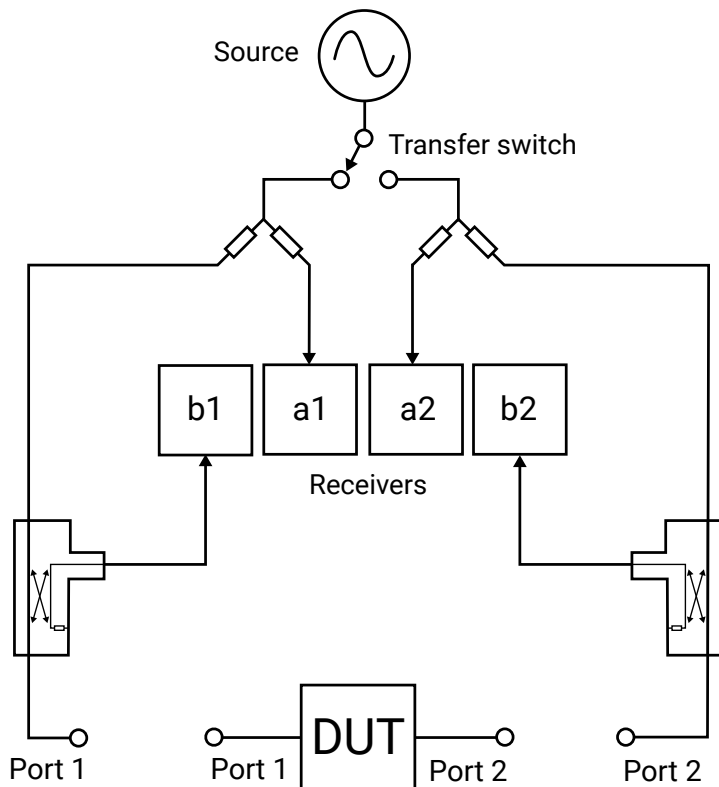 Source
Transfer switch
b1
a1
a2
b2
Receivers
DUT
Port 1
Port 1
Port 2
Port 2